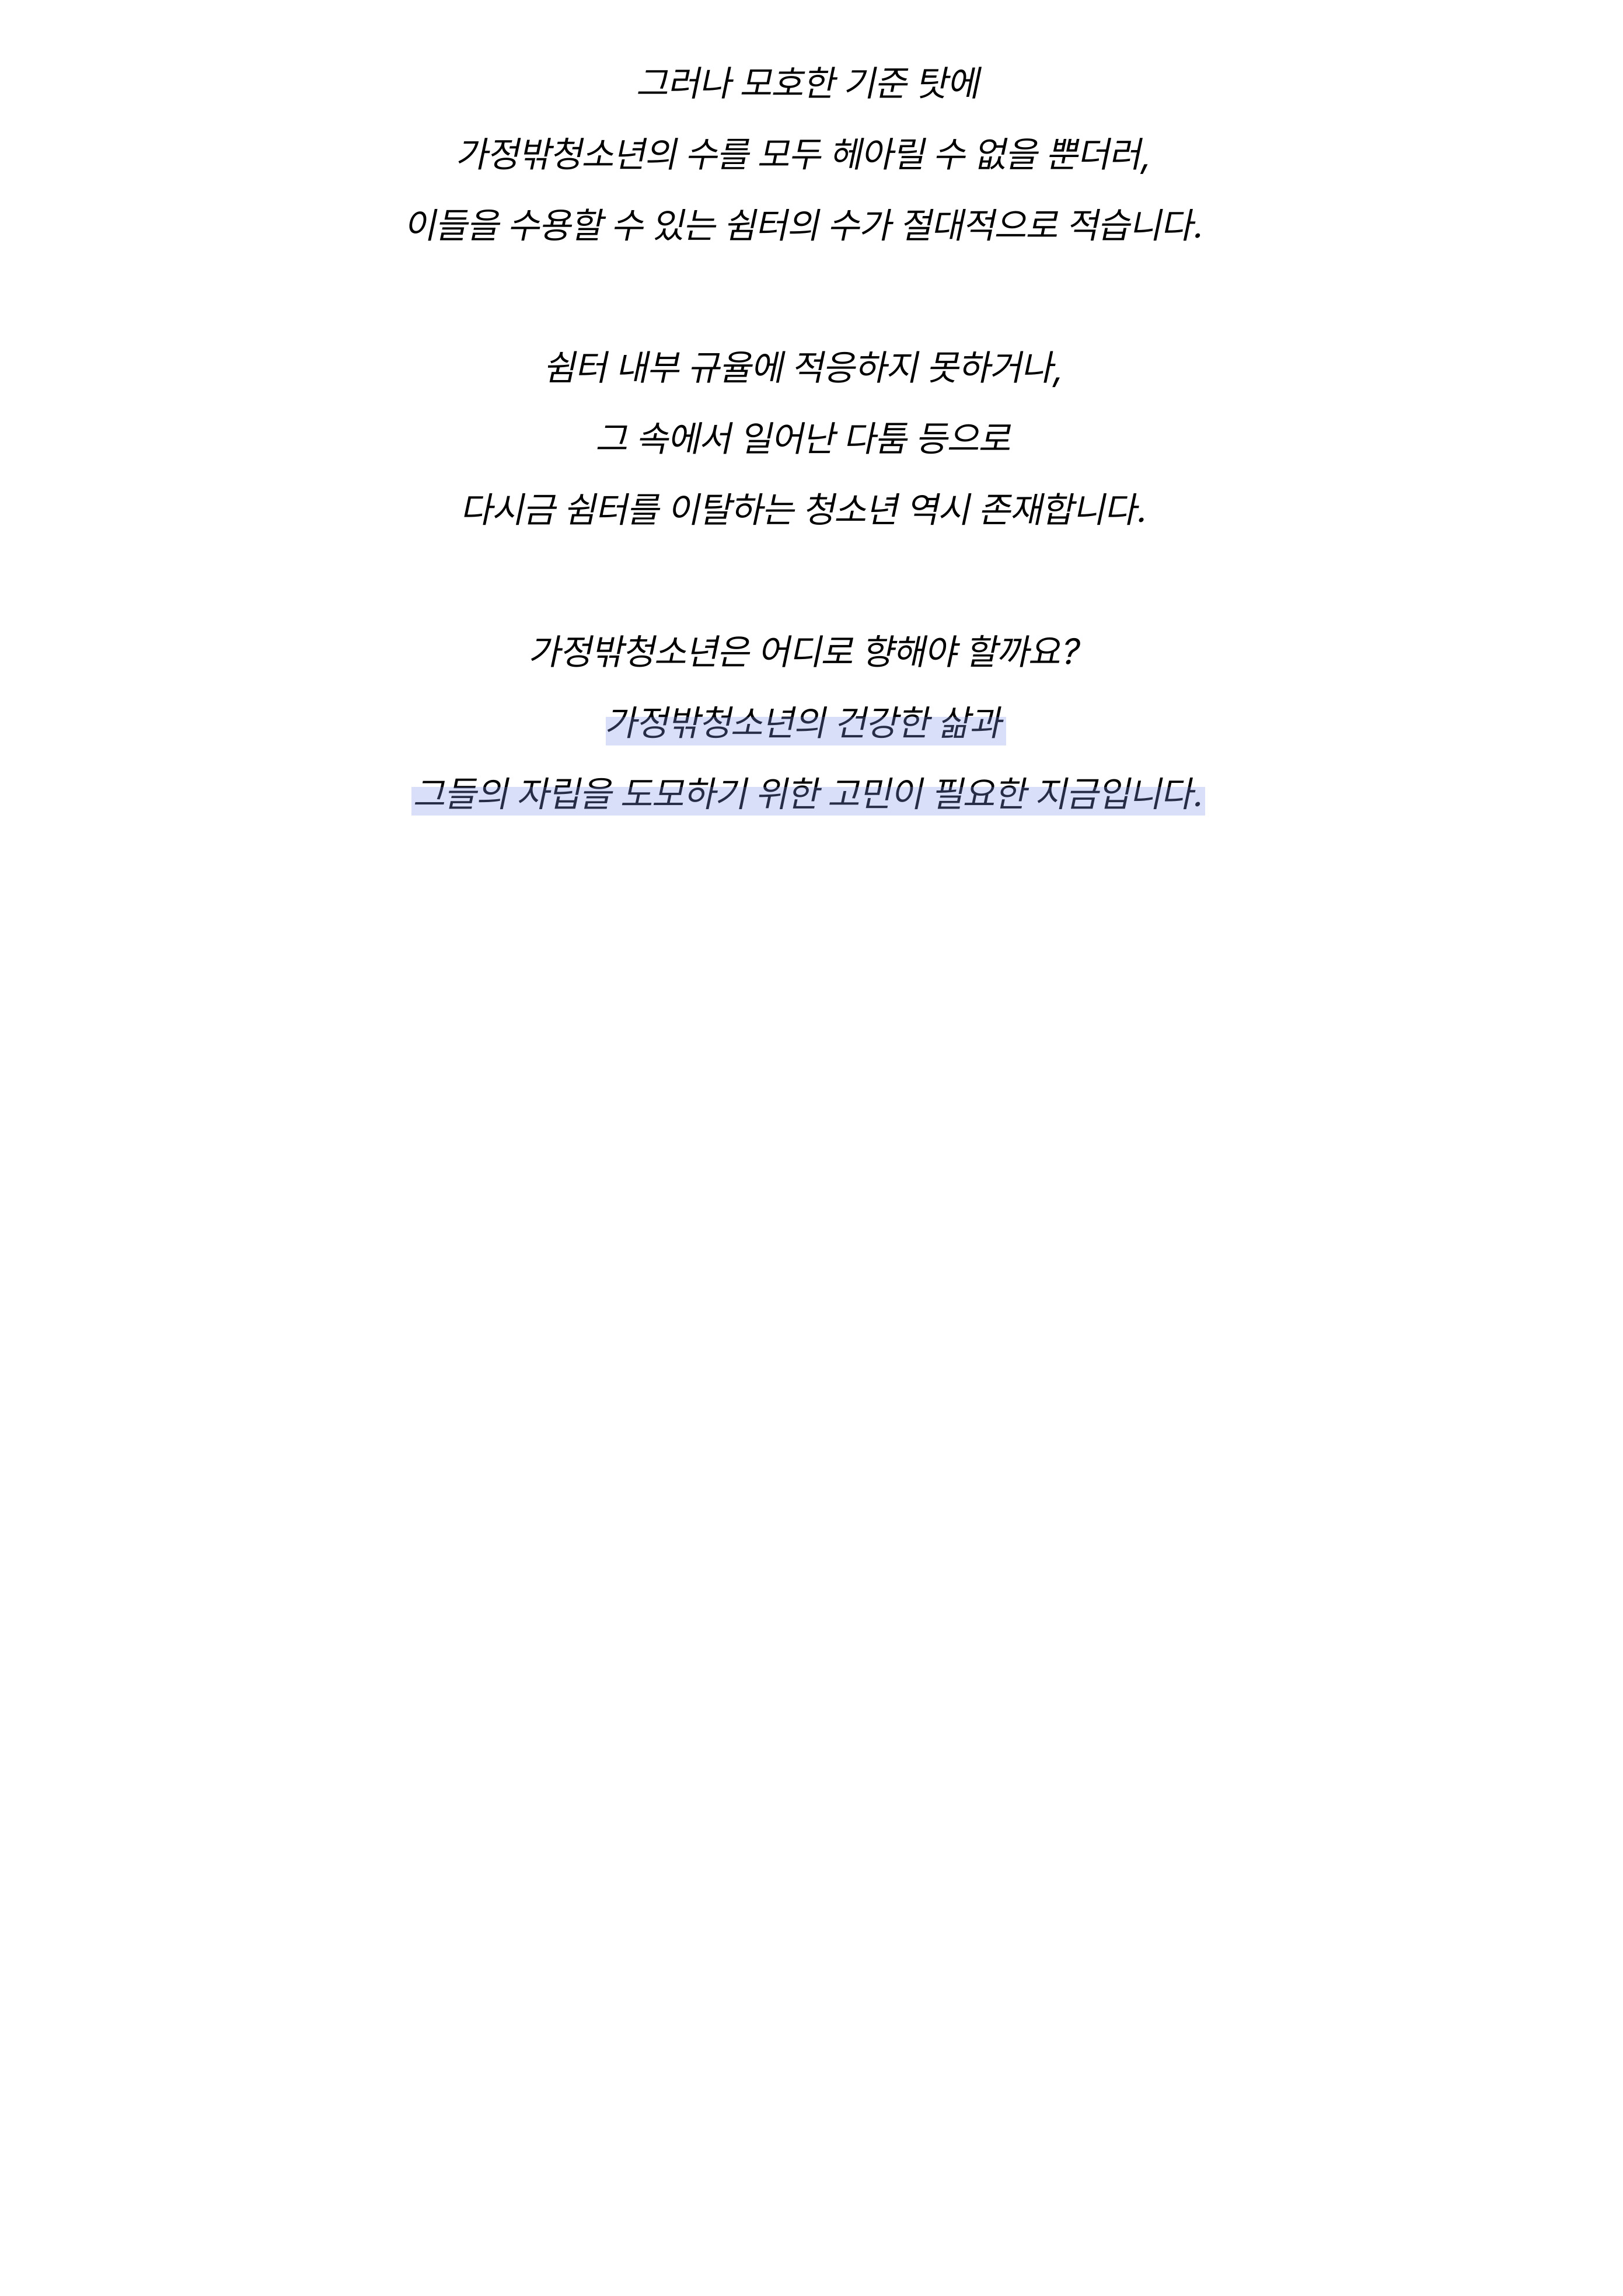 그러나 모호한 기준 탓에
가정밖청소년의 수를 모두 헤아릴 수 없을 뿐더러,
이들을 수용할 수 있는 쉼터의 수가 절대적으로 적습니다.
쉼터 내부 규율에 적응하지 못하거나,
그 속에서 일어난 다툼 등으로
다시금 쉼터를 이탈하는 청소년 역시 존재합니다.
가정밖청소년은 어디로 향해야 할까요?
가정밖청소년의 건강한 삶과
그들의 자립을 도모하기 위한 고민이 필요한 지금입니다.